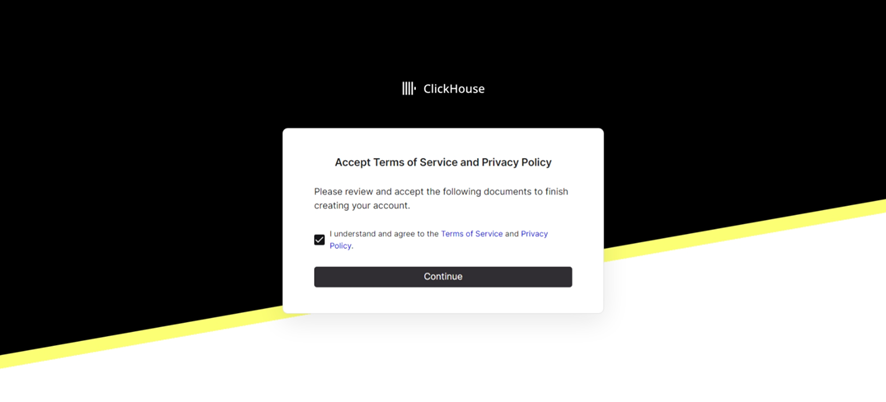 ClickHouse
Accept Terms of Service and Privacy Policy
Please review and accept the following documents to finish
creating your account.
I understand and agree to the Terms of Service and Privacy
Policy.
Continue